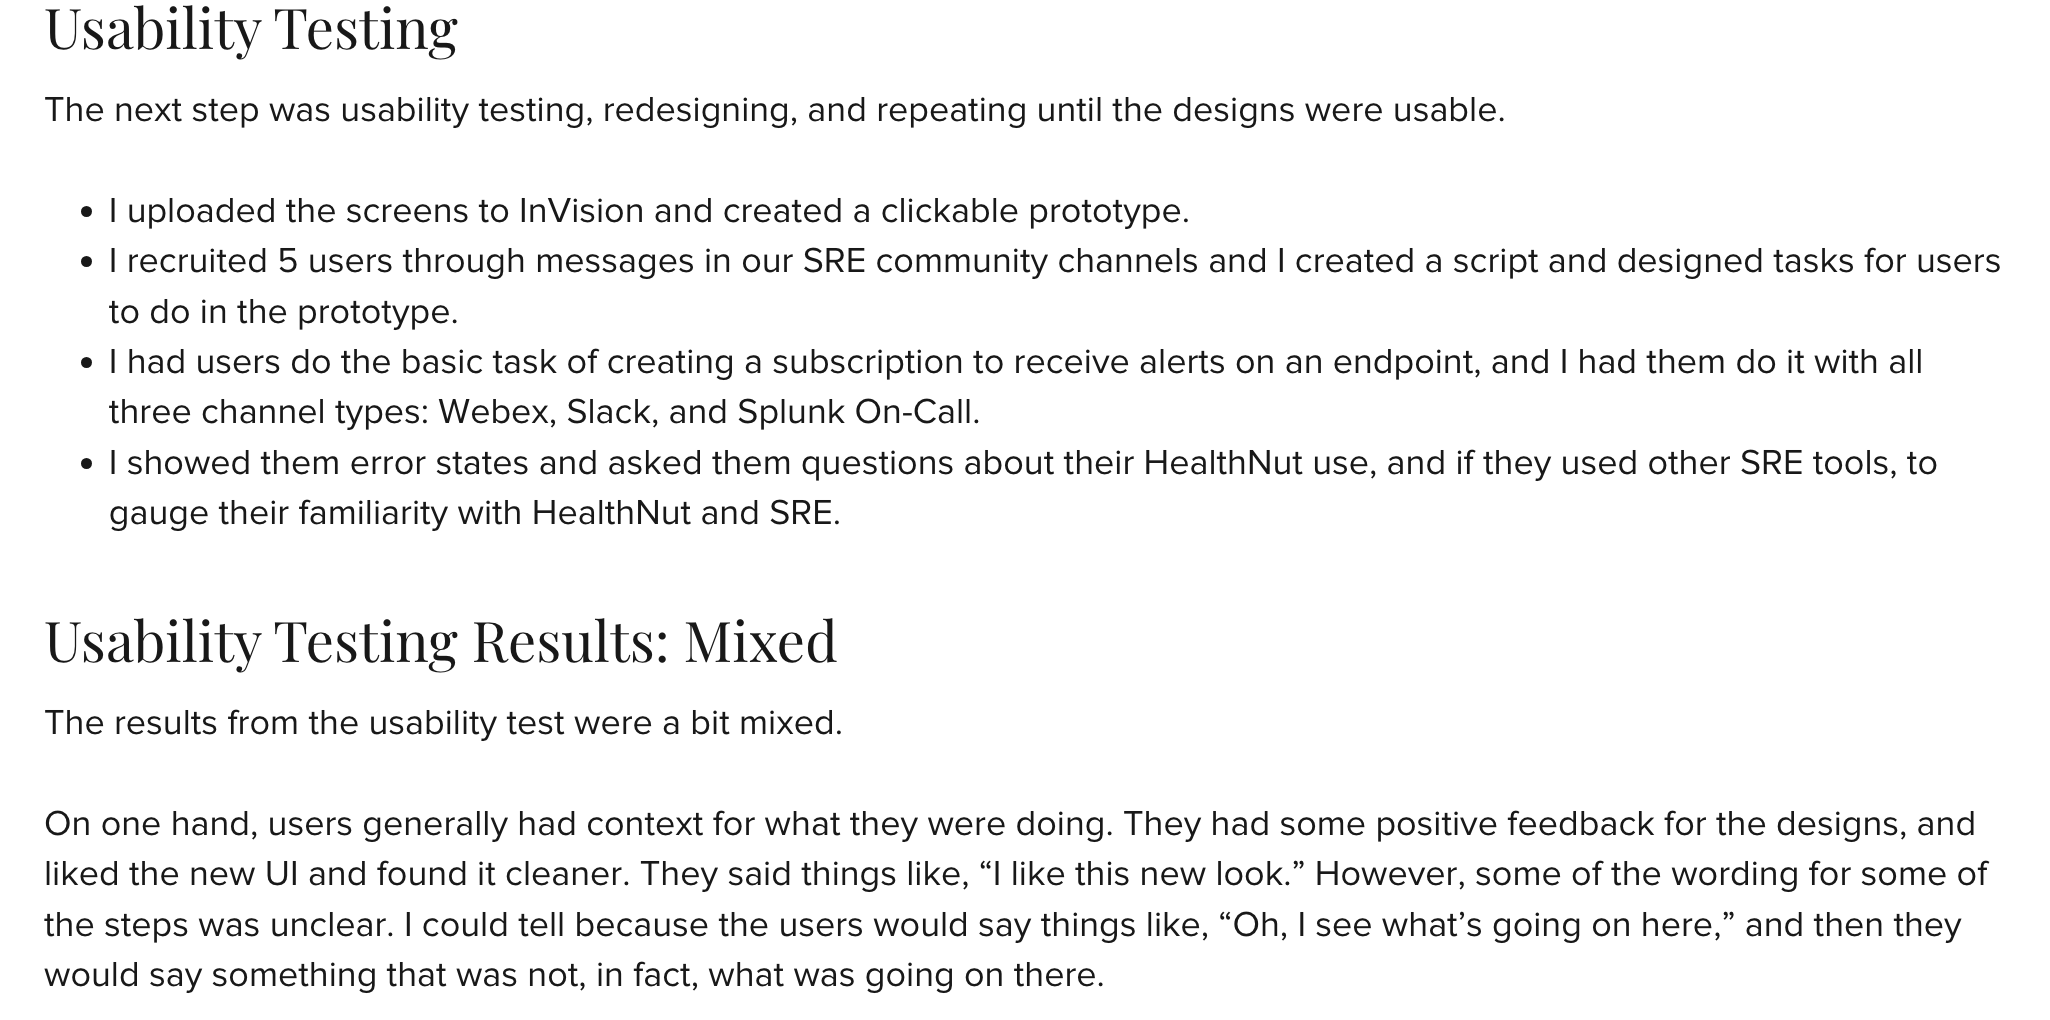 Usability Testing
The next step was usability testing, redesigning, and repeating until the designs were usable.
• I uploaded the screens to InVision and created a clickable prototype.
• I recruited 5 users through messages in our SRE community channels and I created a script and designed tasks for users
to do in the prototype.
• I had users do the basic task of creating a subscription to receive alerts on an endpoint, and I had them do it with all
three channel types: Webex, Slack, and Splunk On-Call.
• I showed them error states and asked them questions about their HealthNut use, and if they used other SRE tools, to
gauge their familiarity with HealthNut and SRE.
Usability Testing Results: Mixed
The results from the usability test were a bit mixed.
On one hand, users generally had context for what they were doing. They had some positive feedback for the designs, and
liked the new UI and found it cleaner. They said things like, “I like this new look.” However, some of the wording for some of
the steps was unclear. I could tell because the users would say things like, “Oh, I see what’s going on here,” and then they
would say something that was not, in fact, what was going on there.